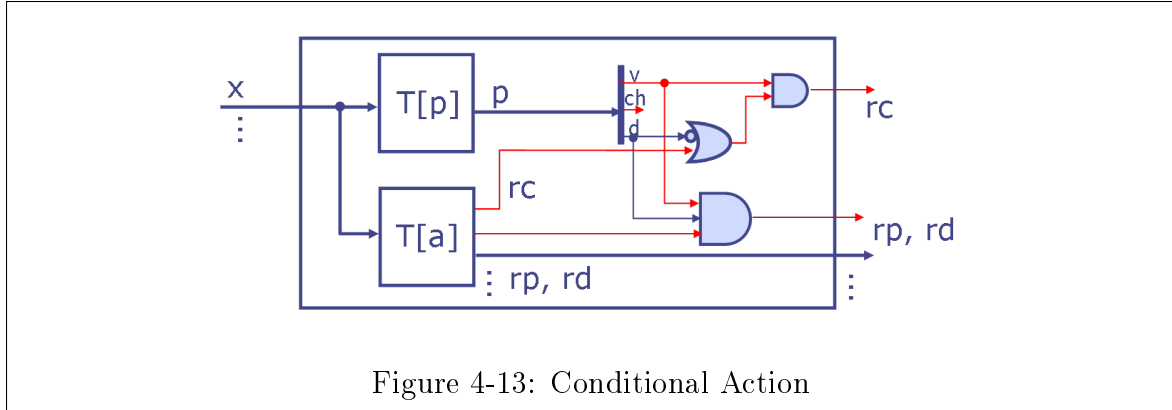 x
⋮
T[p]
p
v
ch
d
rc
rc
T[a]
rp, rd
⋮ rp, rd
⋮
Figure 4-13: Conditional Action